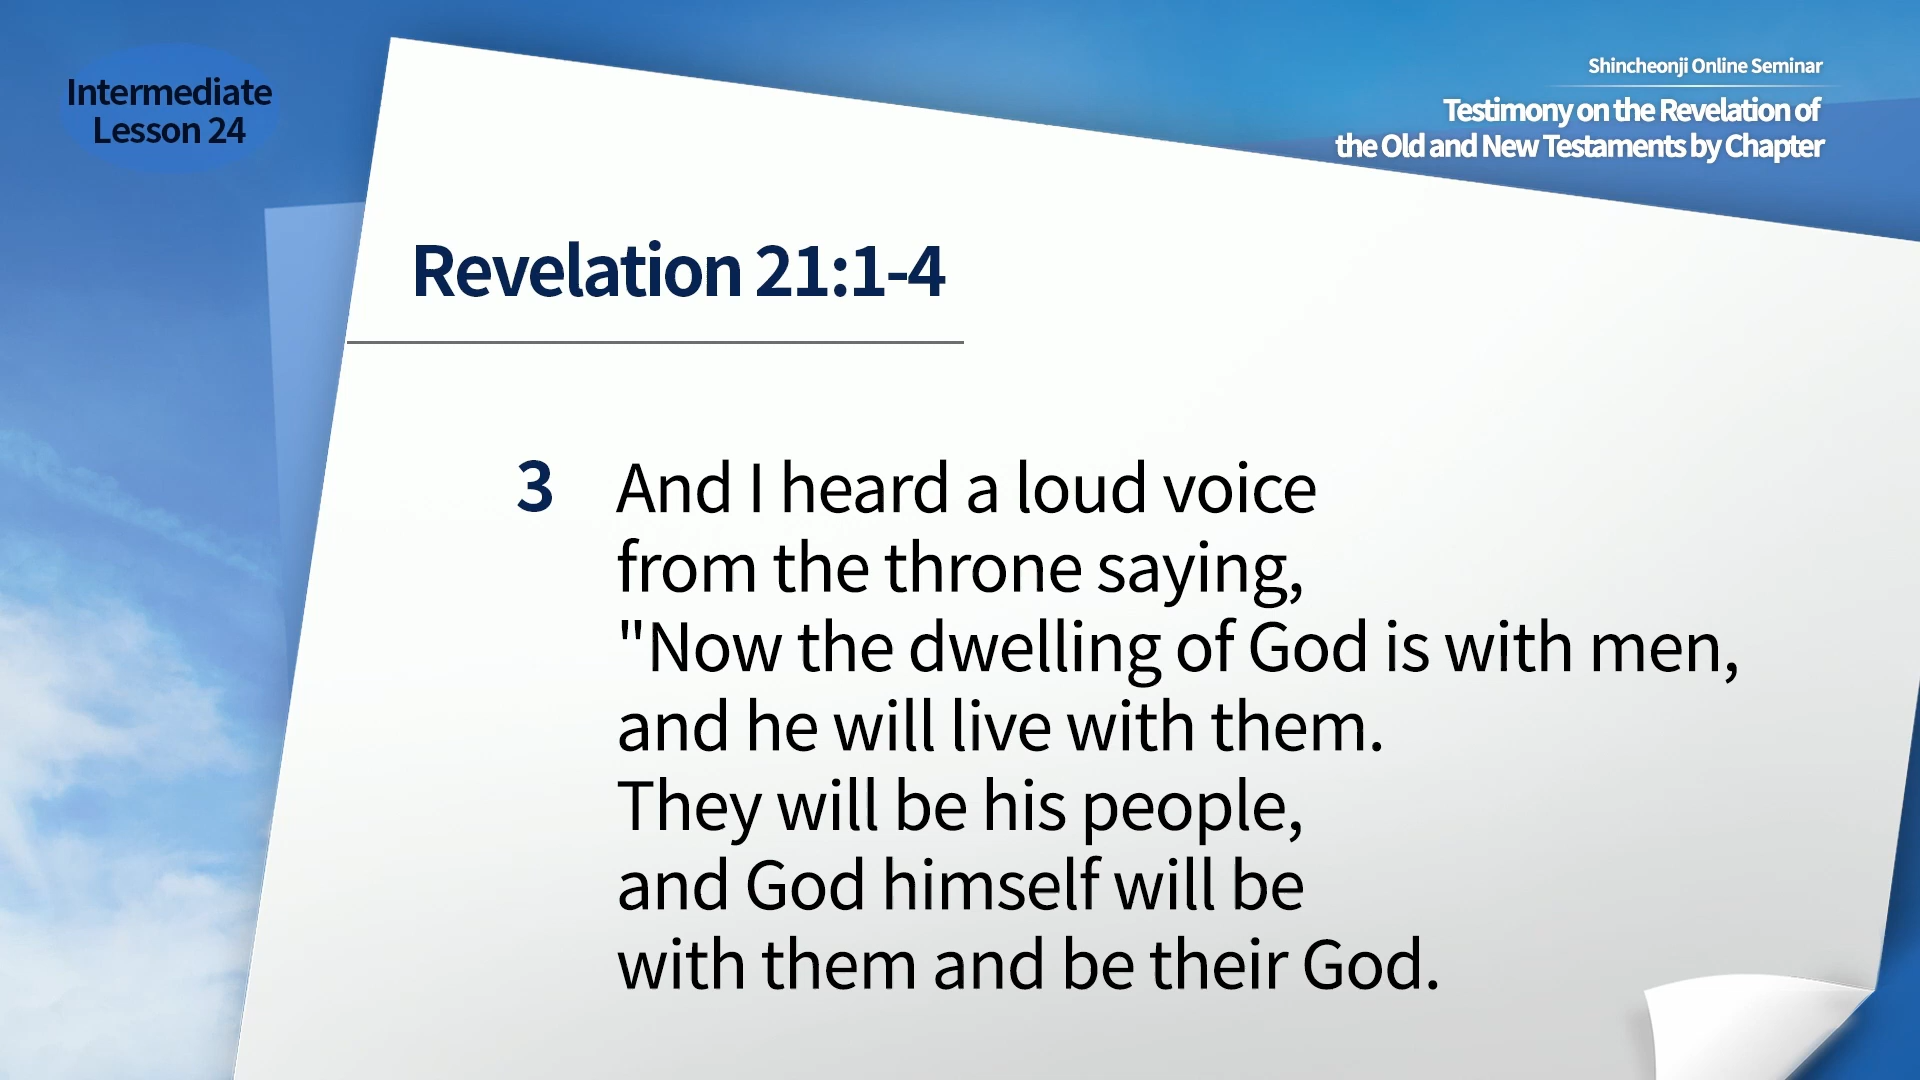 Intermediate
Lesson 24
Shincheonji Online Seminar
Testimony on the Revelation of
the Old and New Testaments by Chapter
Revelation 21:1-4
3 And I heard a loud voice
from the throne saying,
"Now the dwelling of God is with men,
and he will live with them.
They will be his people,
and God himself will be
with them and be their God.